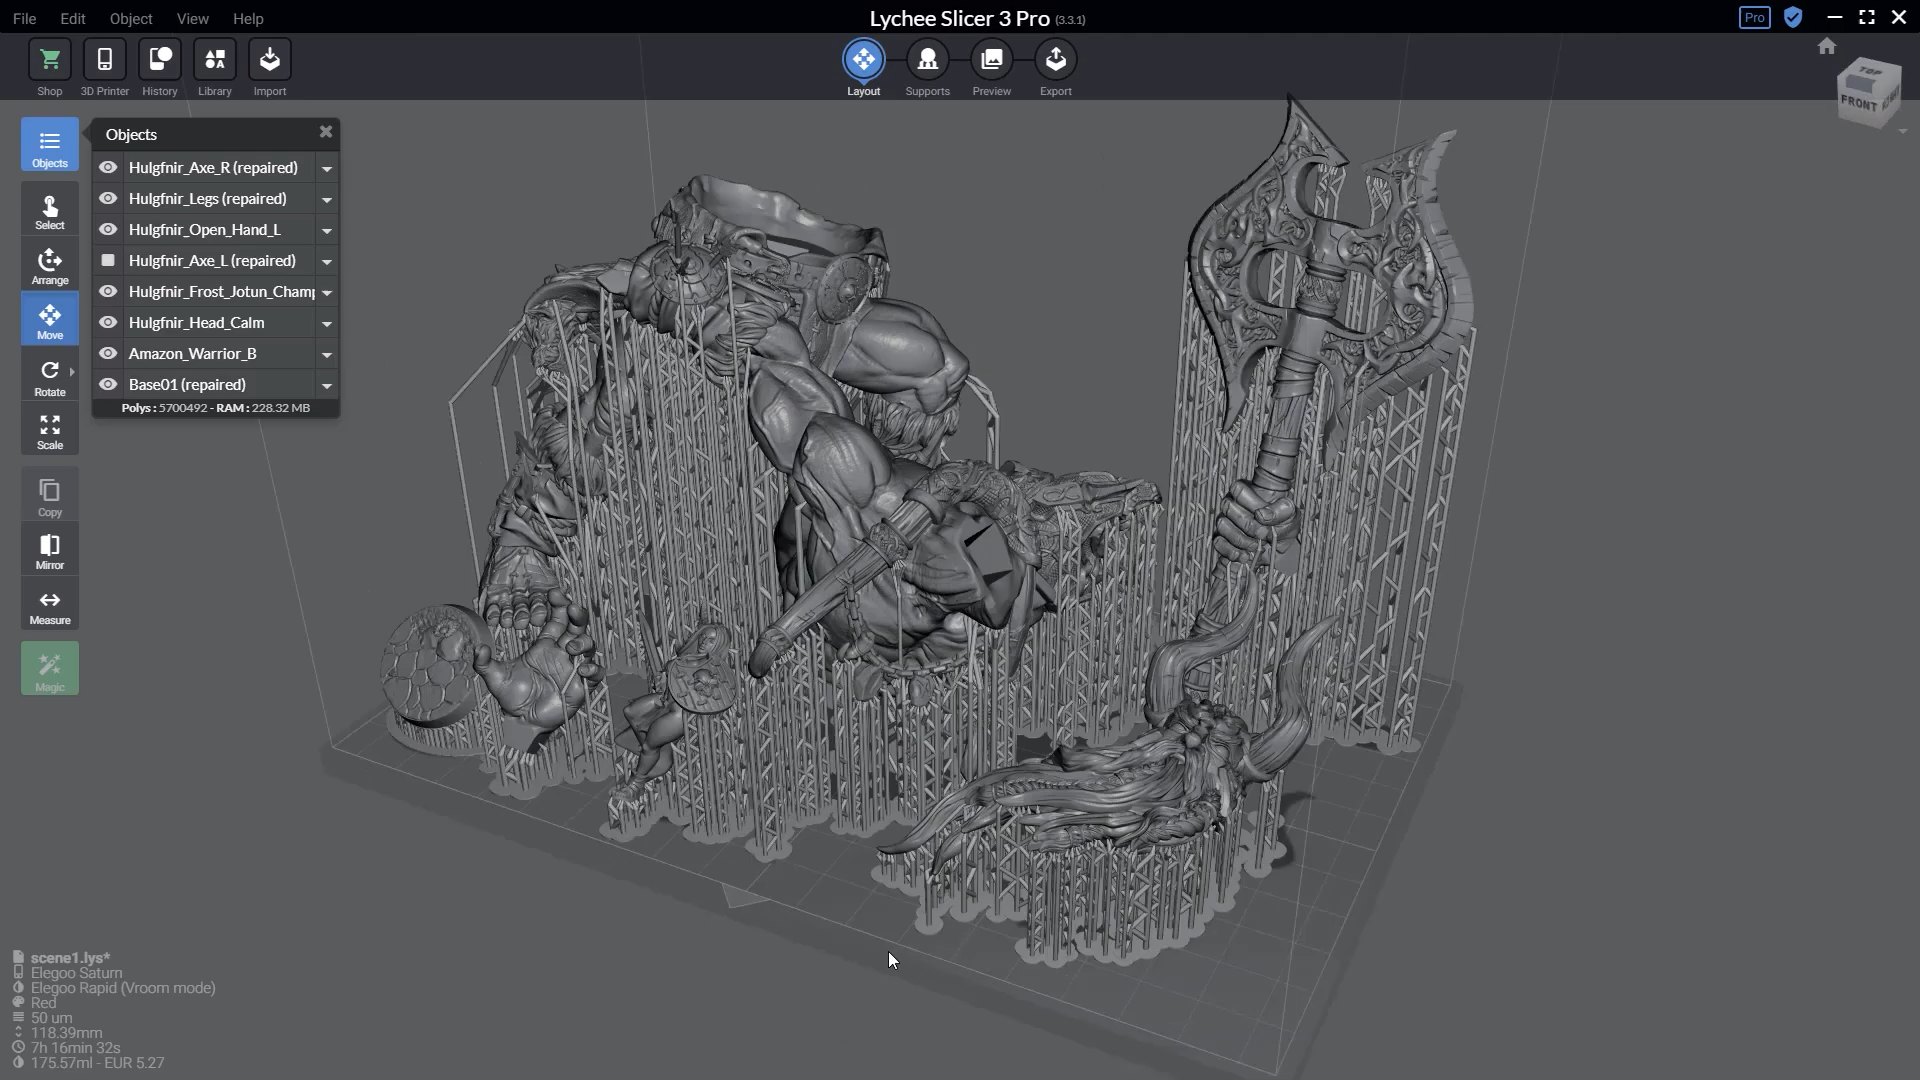 File Edit Object View Help
Lychee Slicer 3 Pro (3.3.1)
Pro
Shop 3D Printer History Library Import
Layout Supports Preview Export
TOP
FRONT
Objects
Select
Arrange
Move
Rotate
Scale
Copy
Mirror
Measure
Magic
Objects
Hulgfnir_Axe_R (repaired)
Hulgfnir_Legs (repaired)
Hulgfnir_Open_Hand_L
Hulgfnir_Axe_L (repaired)
Hulgfnir_Frost_Jotun_Champ
Hulgfnir_Head_Calm
Amazon_Warrior_B
Base01 (repaired)
Polys : 5700492 - RAM : 228.32 MB
scene1.lys*
Elegoo Saturn
Elegoo Rapid (Vroom mode)
Red
50 um
118.39mm
7h 16min 32s
175.57ml - EUR 5.27